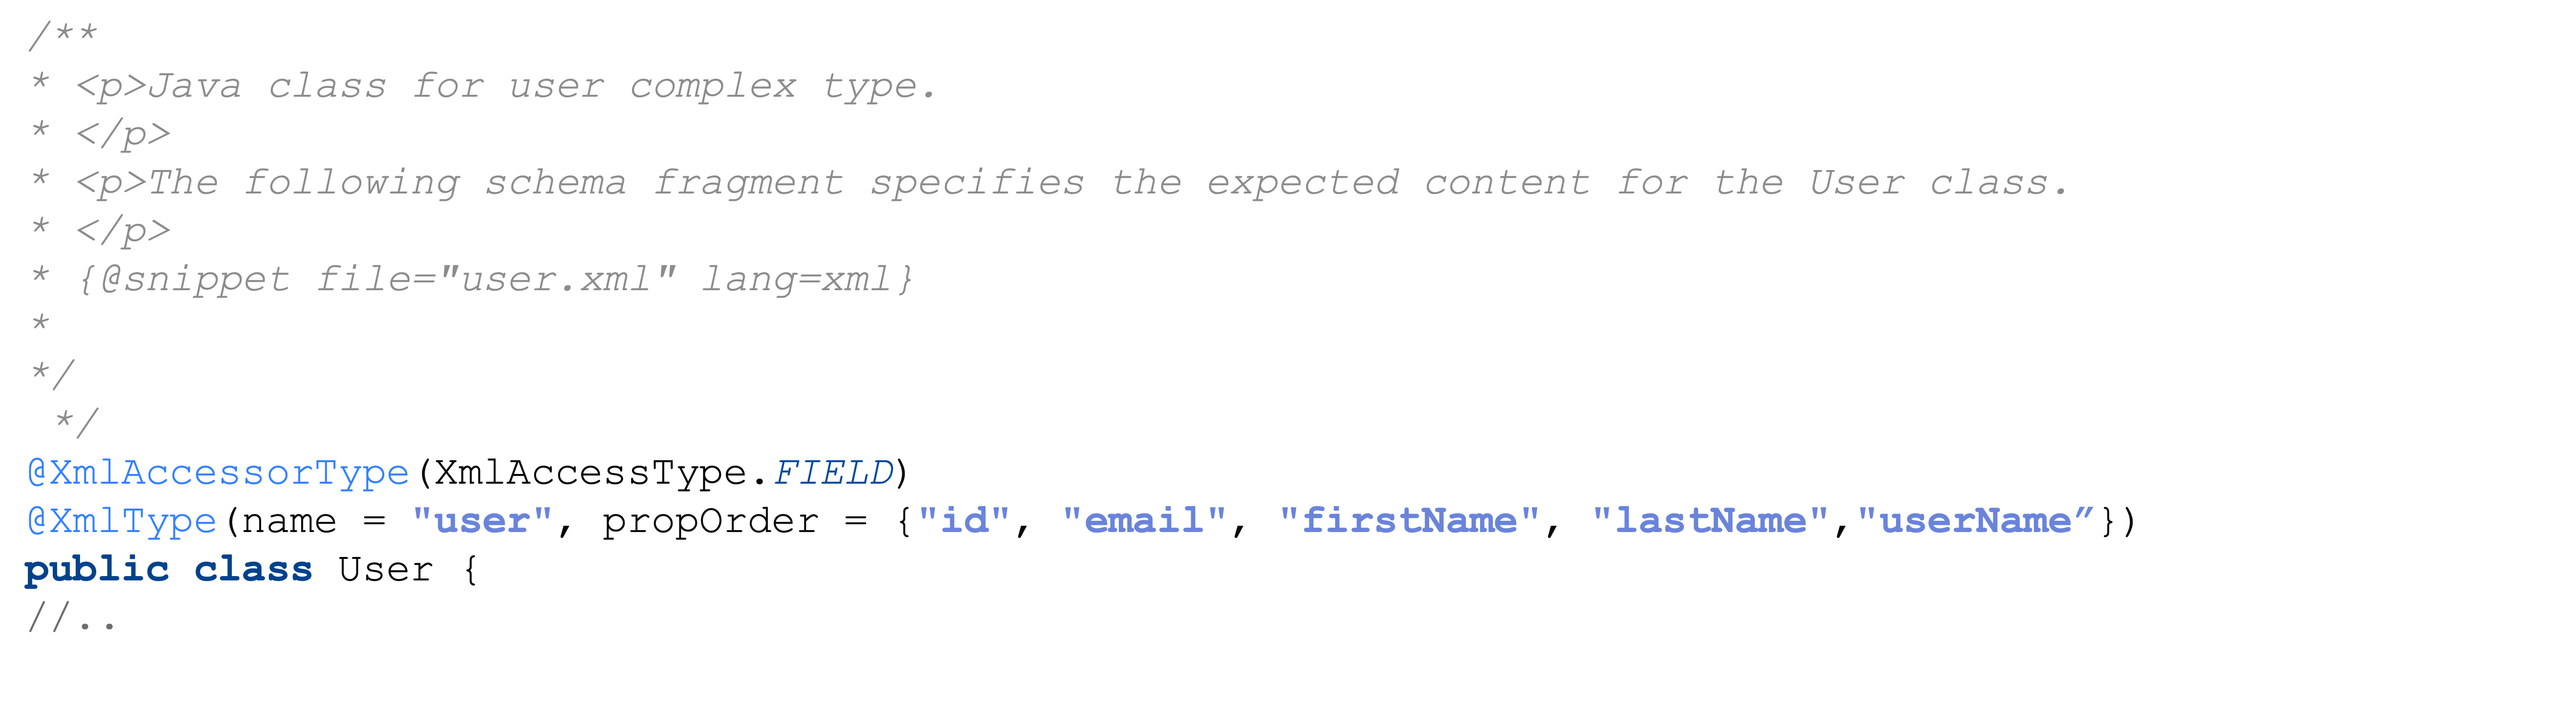 /**
* <p>Java class for user complex type.
* </p>
* <p>The following schema fragment specifies the expected content for the User class.
* </p>
* {@snippet file="user.xml" lang=xml}
*
*/
 */
@XmlAccessorType(XmlAccessType.FIELD)
@XmlType(name = "user", propOrder = {"id", "email", "firstName", "lastName","userName”})
public class User {
//..